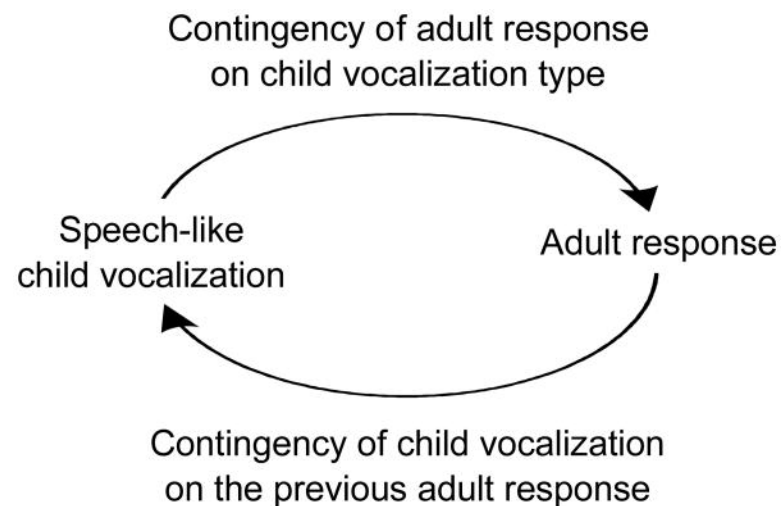 Contingency of adult response
on child vocalization type
Speech-like
child vocalization
Adult response
Contingency of child vocalization
on the previous adult response